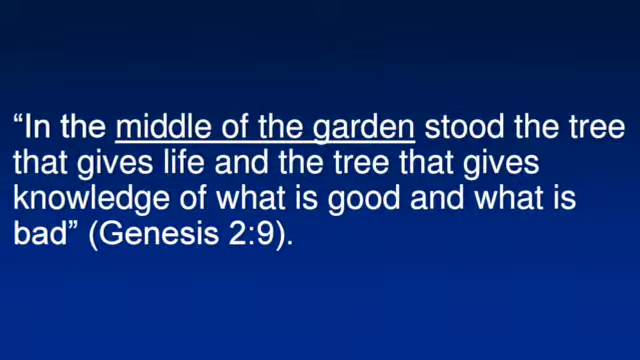 “In the middle of the garden stood the tree
that gives life and the tree that gives
knowledge of what is good and what is
bad” (Genesis 2:9).